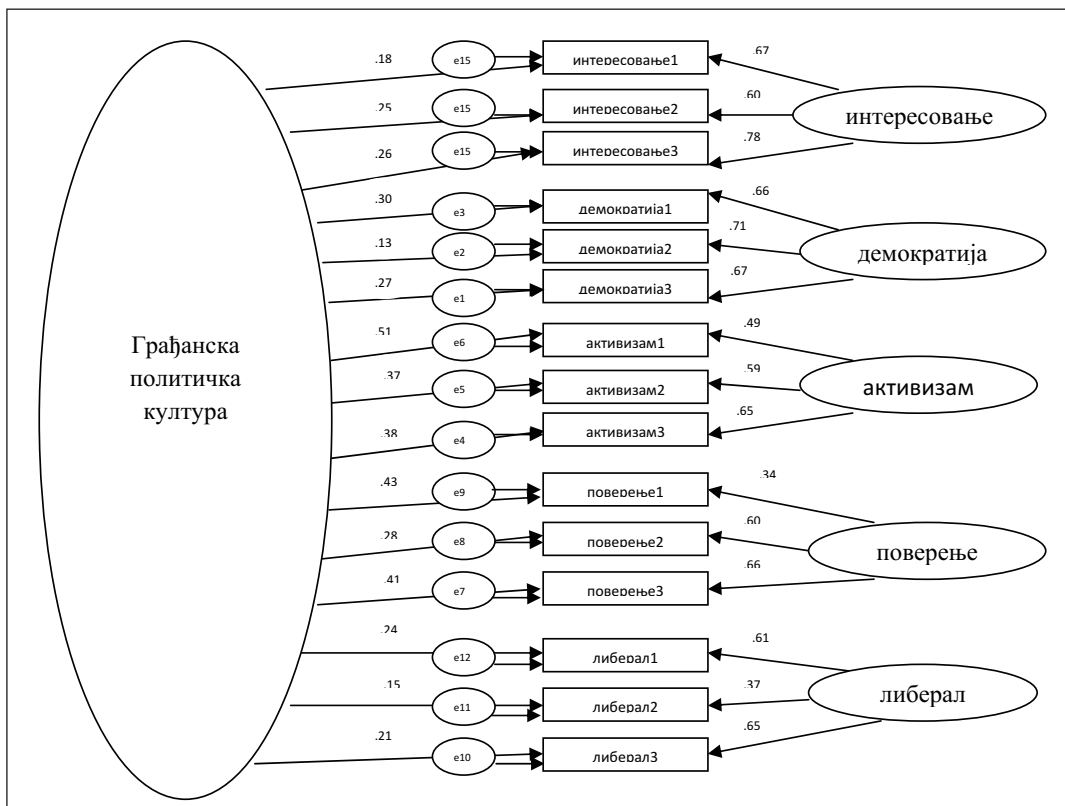 Грађанска
политичка
култура
.18
e15
интересовање1
.67
.25
e15
интересовање2
.60
.26
e15
интересовање3
.78
интересовање
.30
e3
демократија1
.66
.13
e2
демократија2
.71
.27
e1
демократија3
.67
демократија
.51
e6
активизам1
.49
.37
e5
активизам2
.59
.38
e4
активизам3
.65
активизам
.43
e9
поверење1
.34
.28
e8
поверење2
.60
.41
e7
поверење3
.66
поверење
.24
e12
либерал1
.61
.15
e11
либерал2
.37
.21
e10
либерал3
.65
либерал